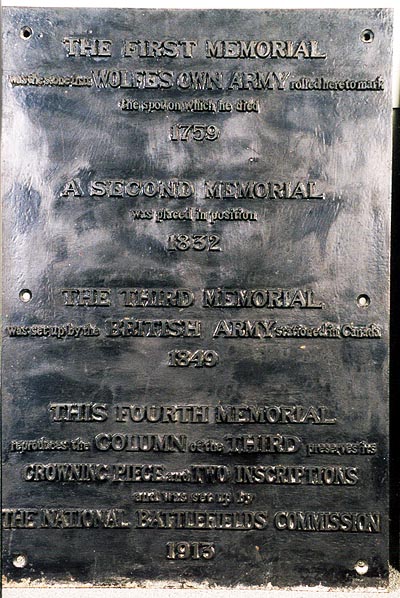 THE FIRST MEMORIAL
was the stone that WOLFE'S OWN ARMY rolled here to mark
the spot on which he died
1759
A SECOND MEMORIAL
was placed in position
1832
THE THIRD MEMORIAL
was set up by the BRITISH ARMY stationed in Canada
1849
THIS FOURTH MEMORIAL
reproduces the COLUMN of the THIRD preserves its
CROWNING PIECE and TWO INSCRIPTIONS
and was set up by
THE NATIONAL BATTLEFIELDS COMMISSION
1913